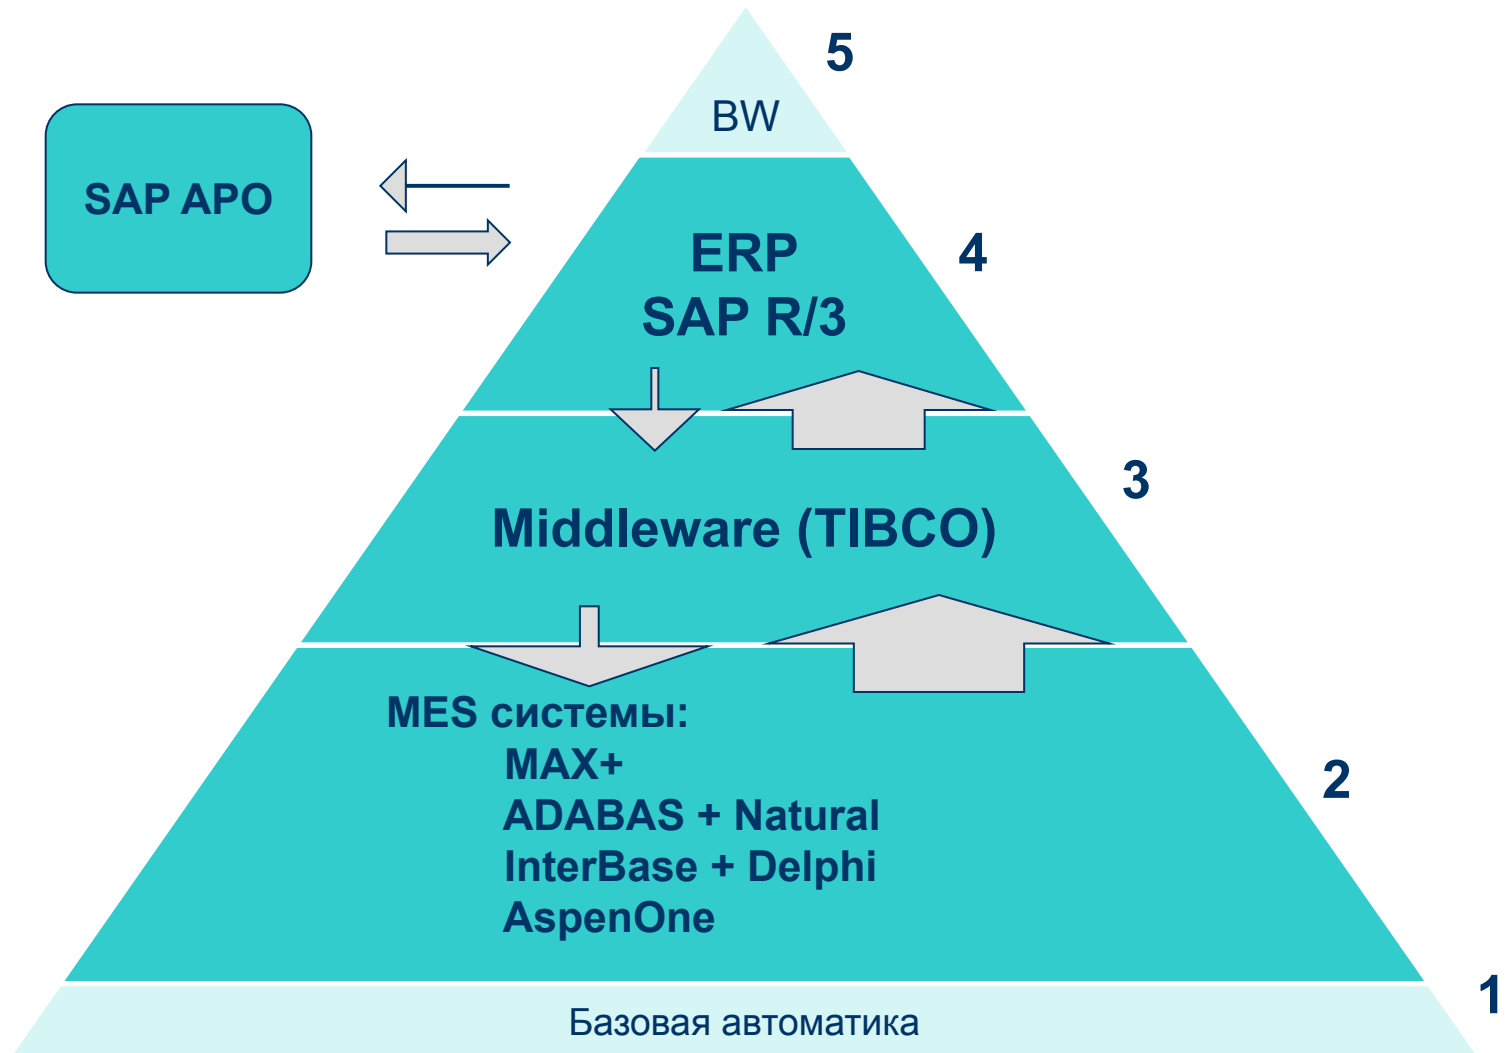 5
BW
SAP APO
ERP
SAP R/3
4
3
Middleware (TIBCO)
MES системы:
MAX+
2
ADABAS + Natural
InterBase + Delphi
AspenOne
1
Базовая автоматика